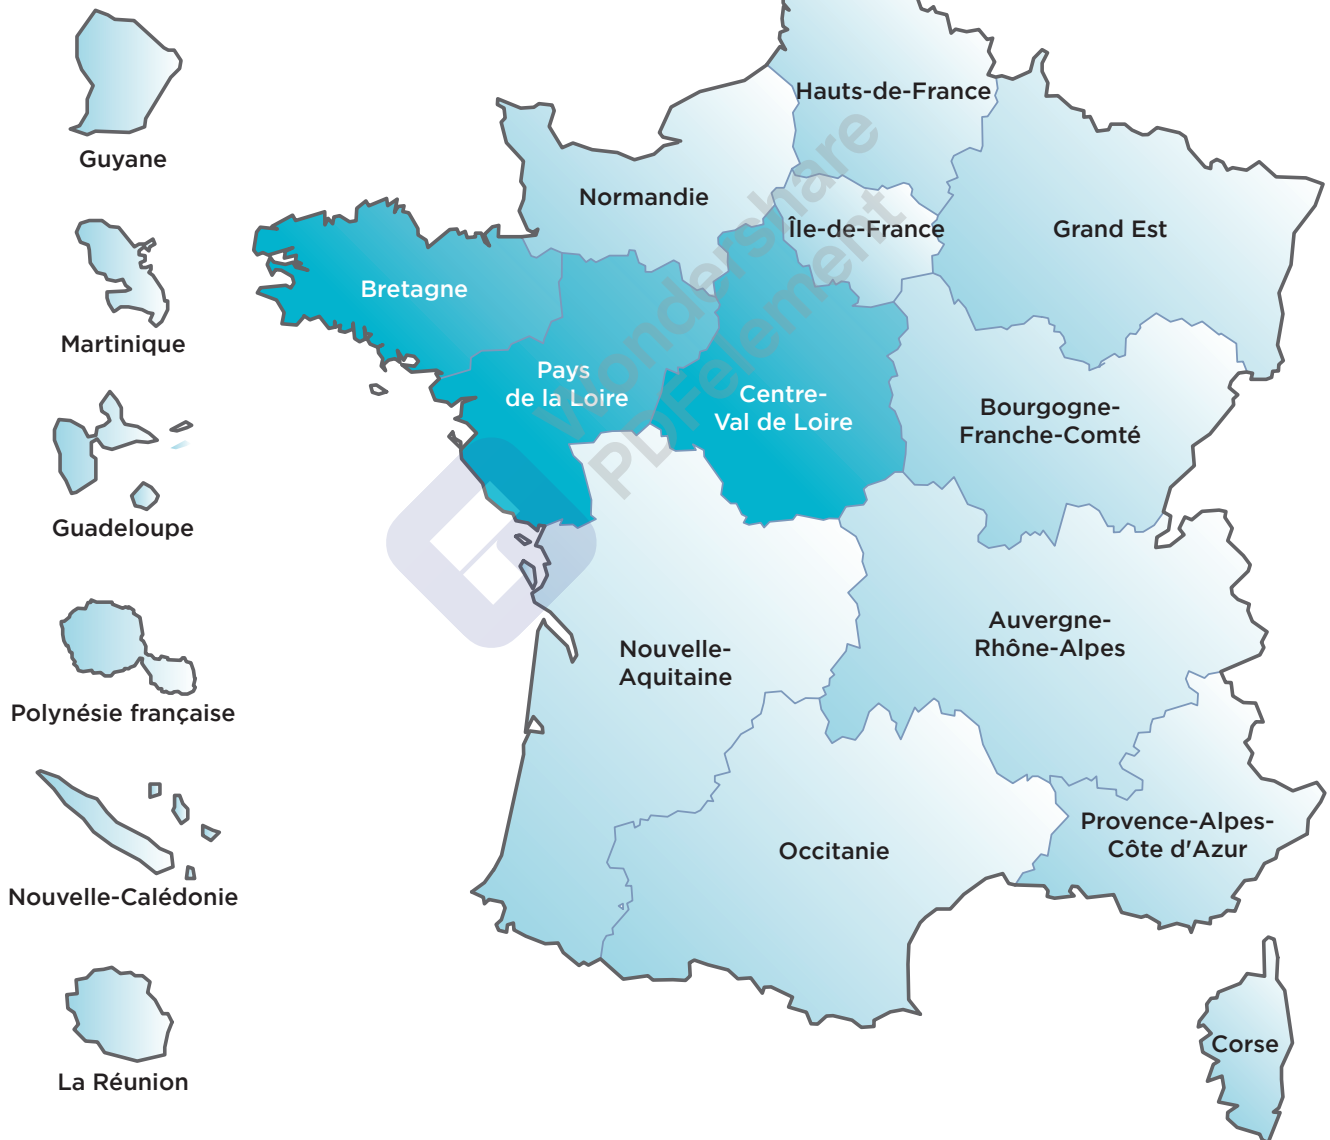 Guyane
Martinique
Guadeloupe
Polynésie française
Nouvelle-Calédonie
La Réunion
Hauts-de-France
Normandie
Île-de-France
Grand Est
Bretagne
Pays
de la Loire
Centre-
Val de Loire
Bourgogne-
Franche-Comté
Auvergne-
Rhône-Alpes
Nouvelle-
Aquitaine
Occitanie
Provence-Alpes-
Côte d'Azur
Corse
Wondershare
PDFelement